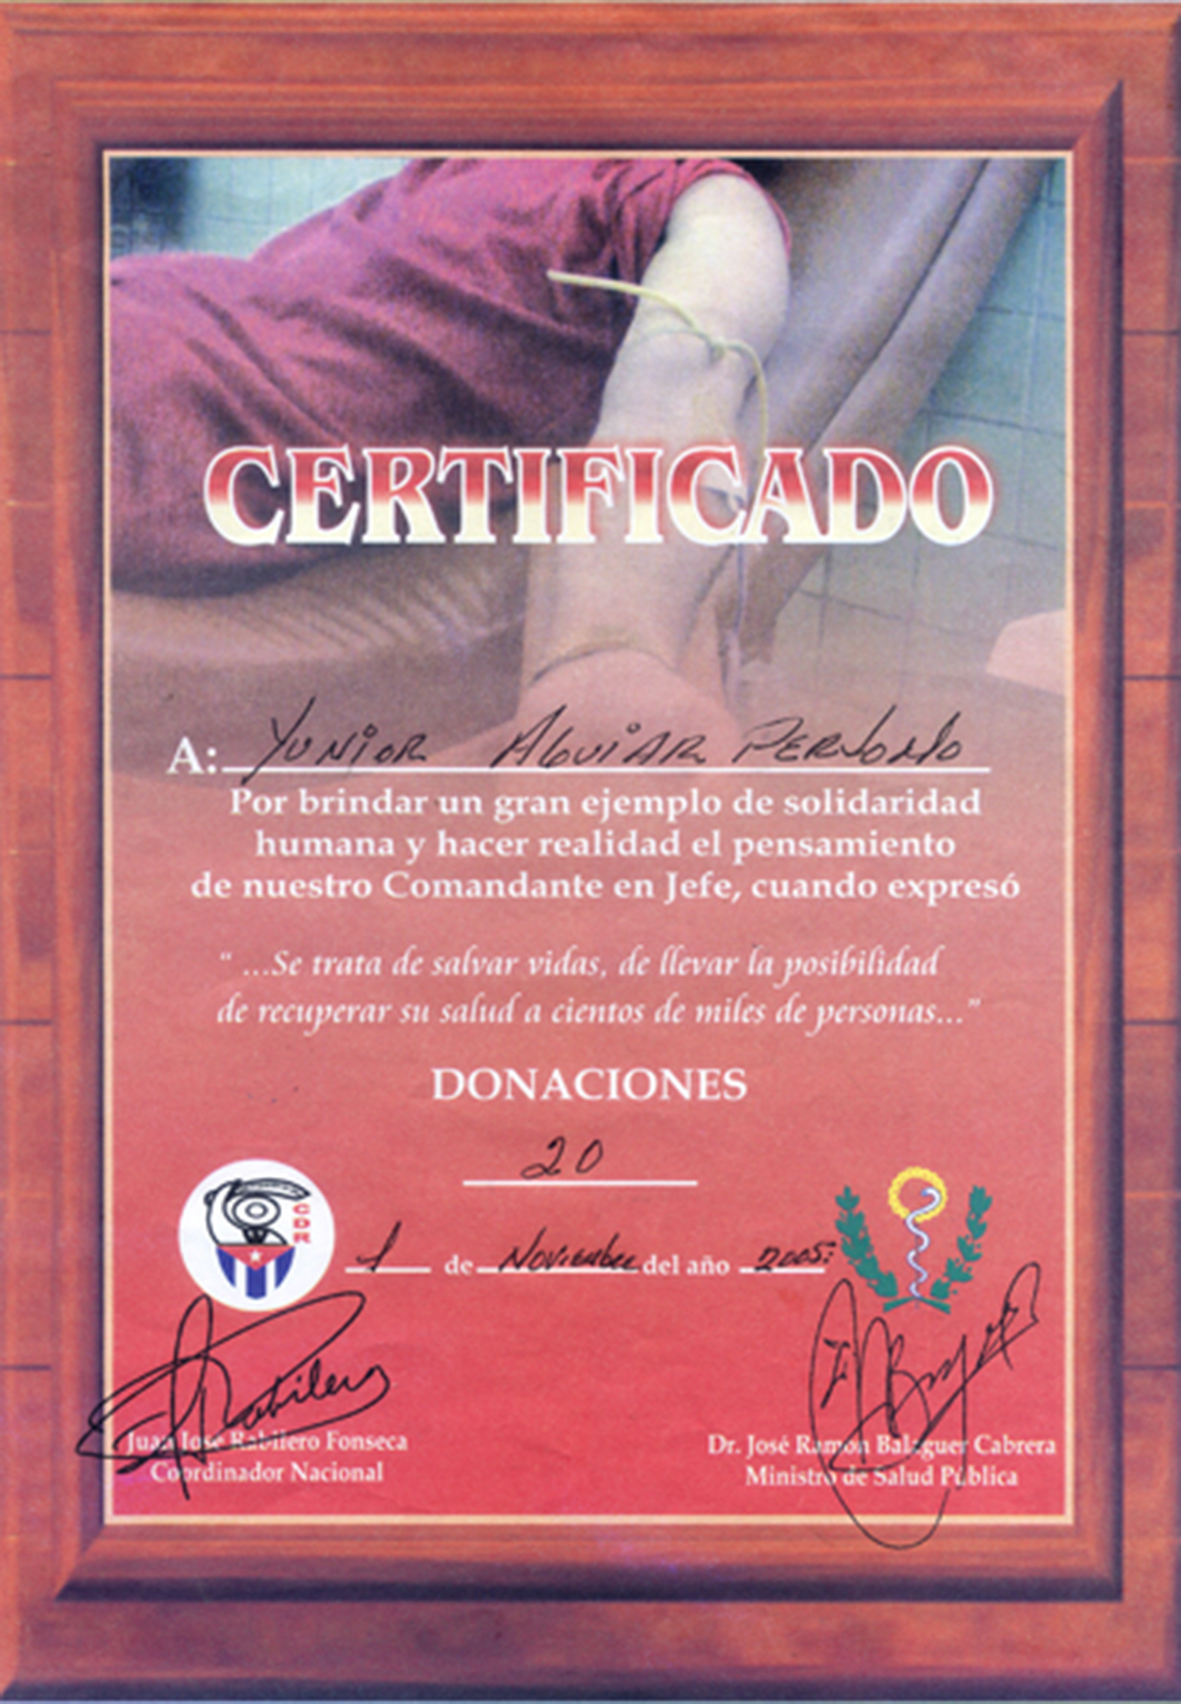 CERTIFICADO
A: Yunior Aguiar Perdomo
Por brindar un gran ejemplo de solidaridad
humana y hacer realidad el pensamiento
de nuestro Comandante en Jefe, cuando expresó
" ...Se trata de salvar vidas, de llevar la posibilidad
de recuperar su salud a cientos de miles de personas..."
DONACIONES
20
CDR
1 de Noviembre del año 2005
Rabilero
Juan Jose Rabilero Fonseca
Coordinador Nacional
Dr. José Ramón Balaguer Cabrera
Ministro de Salud Pública